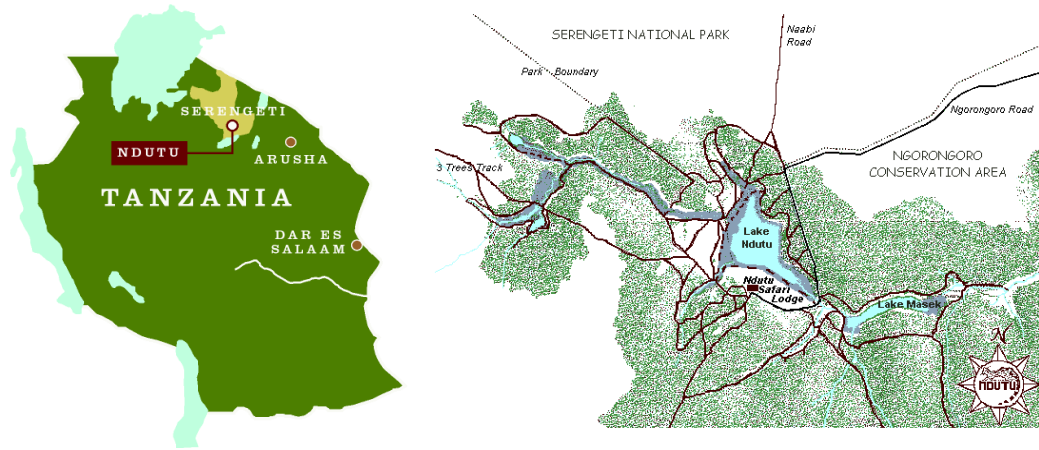 SERENGETI
NDUTU
ARUSHA
TANZANIA
DAR ES
SALAAM
SERENGETI NATIONAL PARK
Naabi
Road
Park Boundary
Ngorongoro Road
NGORONGORO
CONSERVATION AREA
3 Trees Track
Lake
Ndutu
Ndutu
Safari
Lodge
Lake Masek
N
NDUTU